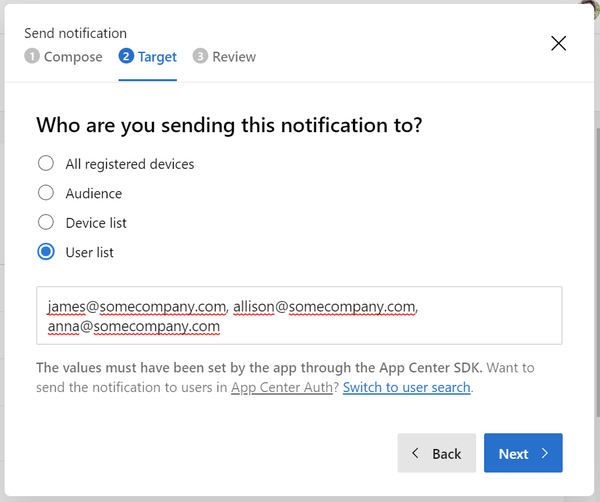 Send notification
1 Compose 2 Target 3 Review
Who are you sending this notification to?
All registered devices
Audience
Device list
User list
james@somecompany.com, allison@somecompany.com,
anna@somecompany.com
The values must have been set by the app through the App Center SDK. Want to
send the notification to users in App Center Auth? Switch to user search.
Back Next